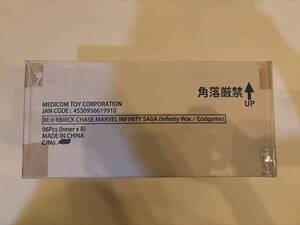 MEDICOM TOY CORPORATION
JAN CODE : 4530956619910
BE@RBRICK CHASE MARVEL INFINITY SAGA (Infinity War／Endgame)
96Pcs (Inner x 8)
MADE IN CHINA
C/No.
角落厳禁
UP